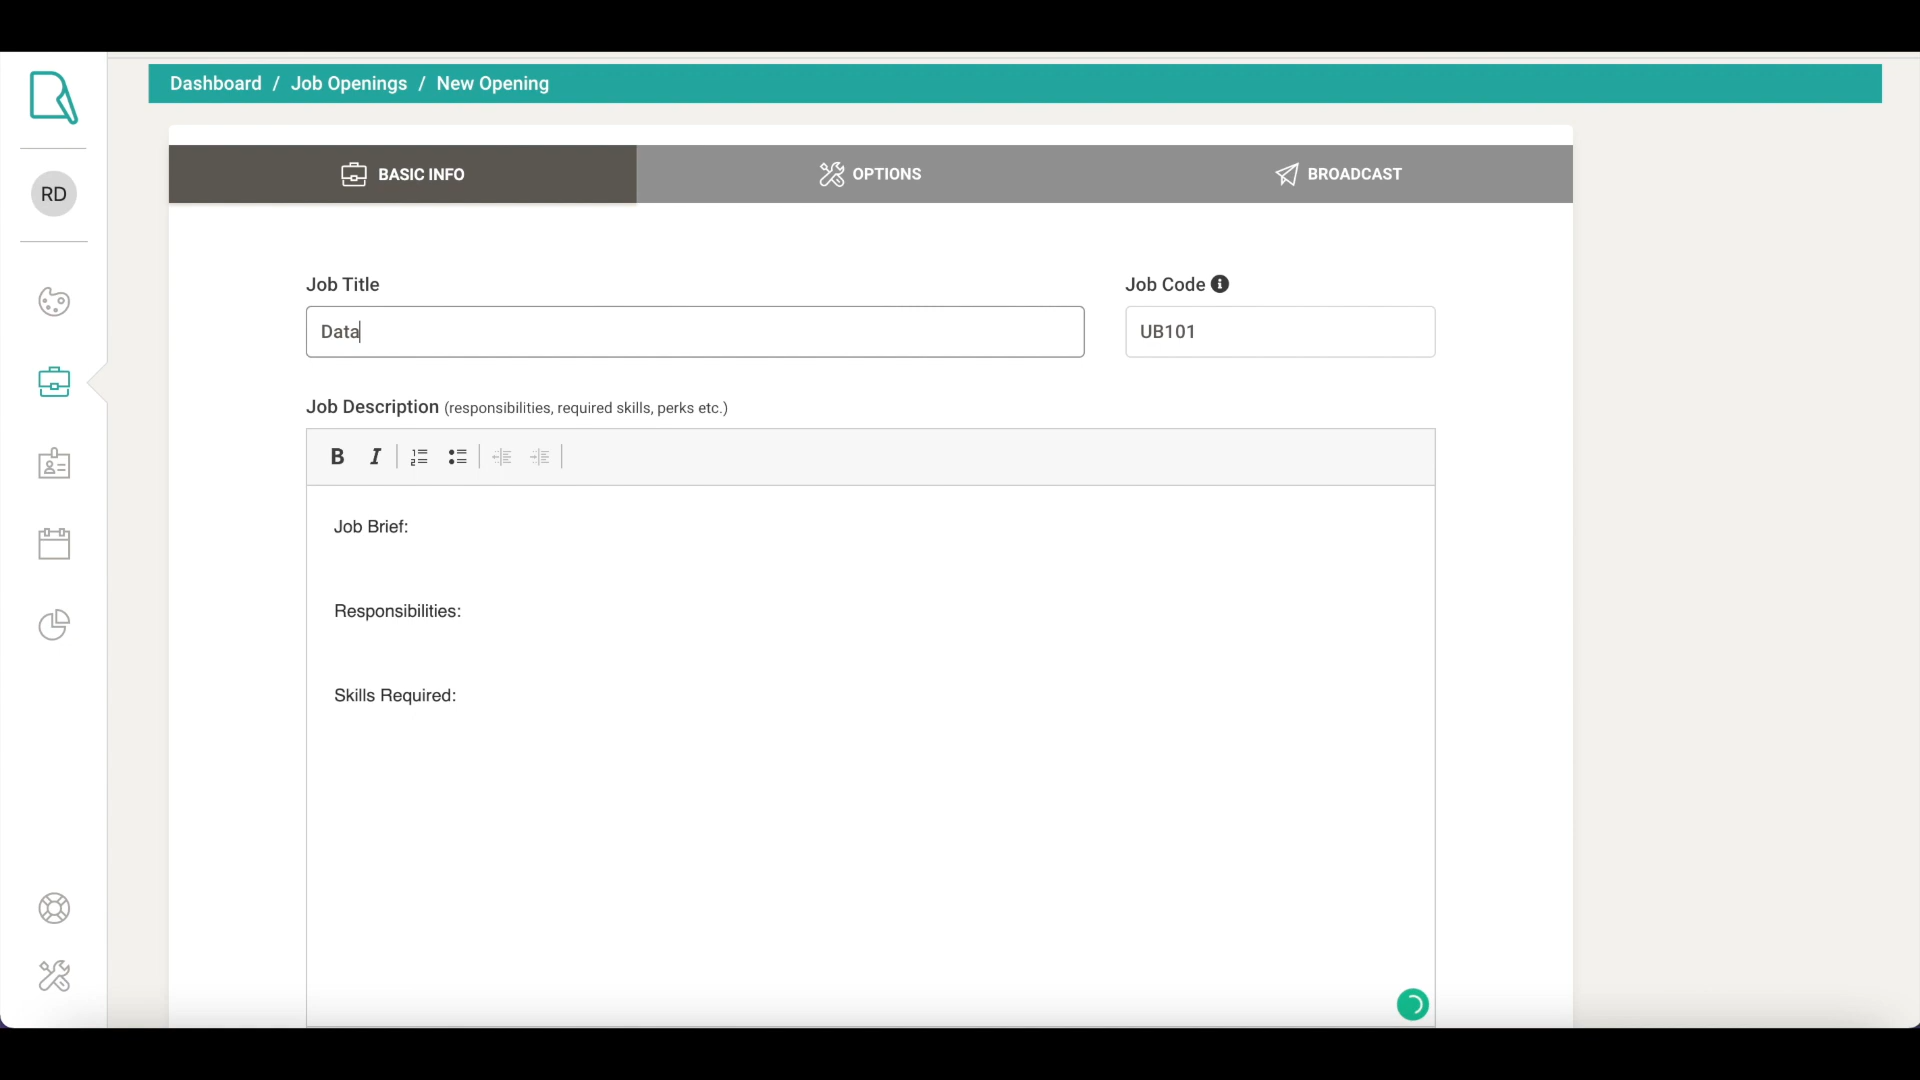 Dashboard / Job Openings / New Opening
RD
BASIC INFO
OPTIONS
BROADCAST
Job Title
Job Code
Data
UB101
Job Description (responsibilities, required skills, perks etc.)
B I
Job Brief:
Responsibilities:
Skills Required: